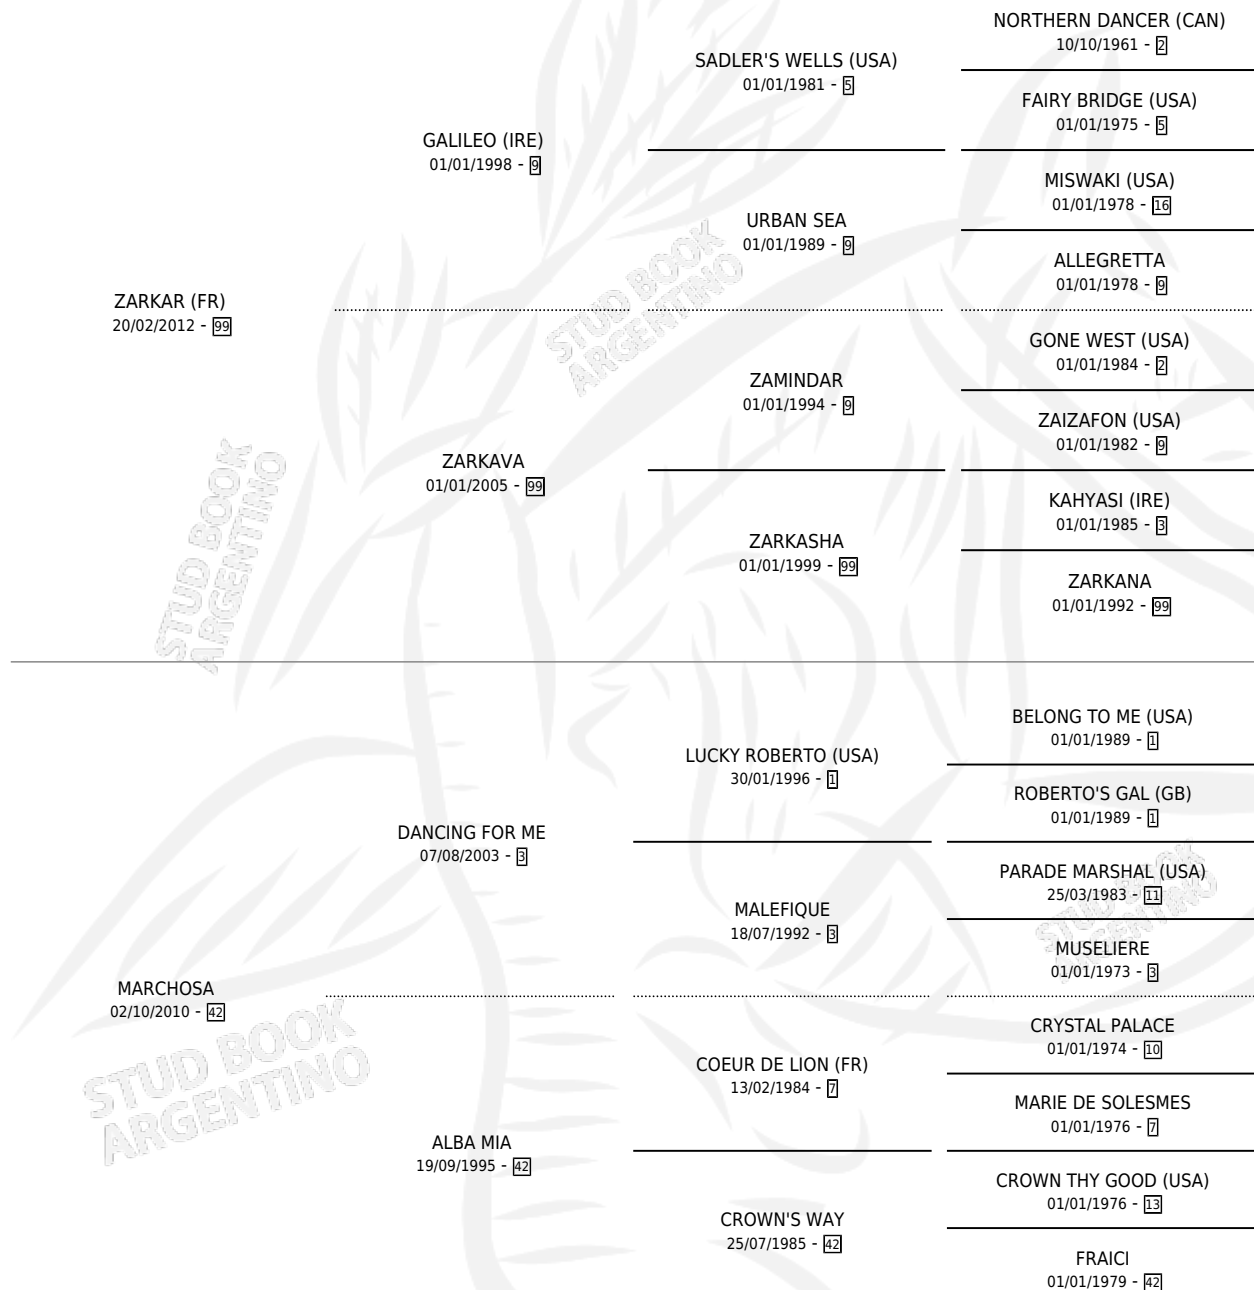 NORTHERN DANCER (CAN)
10/10/1961 - 2
SADLER'S WELLS (USA)
01/01/1981 - 5
FAIRY BRIDGE (USA)
01/01/1975 - 5
GALILEO (IRE)
01/01/1998 - 9
MISWAKI (USA)
01/01/1978 - 16
URBAN SEA
01/01/1989 - 9
ALLEGRETTA
01/01/1978 - 9
ZARKAR (FR)
20/02/2012 - 99
GONE WEST (USA)
01/01/1984 - 2
ZAMINDAR
01/01/1994 - 9
ZAIZAFON (USA)
01/01/1982 - 9
ZARKAVA
01/01/2005 - 99
KAHYASI (IRE)
01/01/1985 - 3
ZARKASHA
01/01/1999 - 99
ZARKANA
01/01/1992 - 99
BELONG TO ME (USA)
01/01/1989 - 1
LUCKY ROBERTO (USA)
30/01/1996 - 1
ROBERTO'S GAL (GB)
01/01/1989 - 1
DANCING FOR ME
07/08/2003 - 3
PARADE MARSHAL (USA)
25/03/1983 - 11
MALEFIQUE
18/07/1992 - 3
MUSELIERE
01/01/1973 - 3
MARCHOSA
02/10/2010 - 42
CRYSTAL PALACE
01/01/1974 - 10
COEUR DE LION (FR)
13/02/1984 - 7
MARIE DE SOLESMES
01/01/1976 - 7
ALBA MIA
19/09/1995 - 42
CROWN THY GOOD (USA)
01/01/1976 - 13
CROWN'S WAY
25/07/1985 - 42
FRAICI
01/01/1979 - 42
STUD BOOK
ARGENTINO
STUD BOOK
ARGENTINO
STUD BOOK
ARGENTINO
STUD BOOK
ARGENTINO